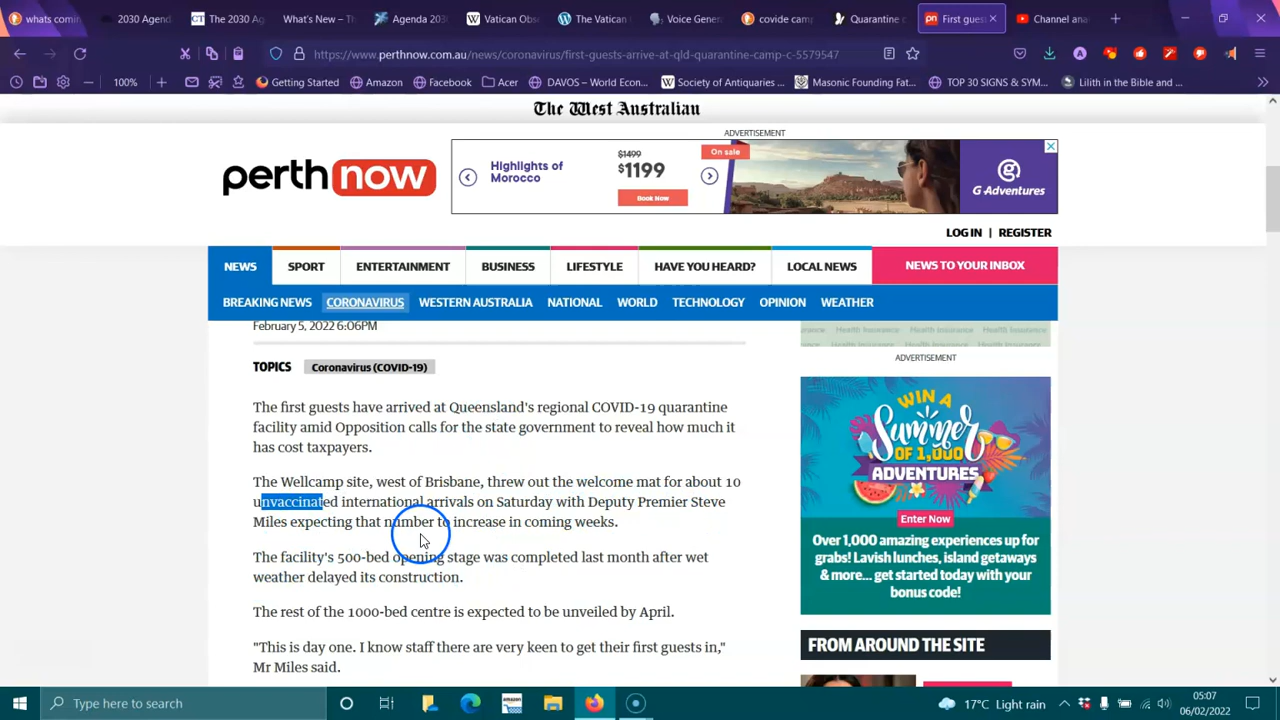 whats comin
2030 Agend
The 2030 Ag
What's New – Th
Agenda 203
Vatican Obs
The Vatican
Voice Gener
covide camp
Quarantine c
First gues
Channel ana
https://www.perthnow.com.au/news/coronavirus/first-guests-arrive-at-qld-quarantine-camp-c-5579547
100%
Getting Started
Amazon
Facebook
Acer
DAVOS – World Econ...
Society of Antiquaries ...
Masonic Founding Fat...
TOP 30 SIGNS & SYM...
Lilith in the Bible and ...
The West Australian
ADVERTISEMENT
perthnow
Highlights of
Morocco
$1499
$1199
Book Now
On sale
G Adventures
LOG IN | REGISTER
NEWS SPORT ENTERTAINMENT BUSINESS LIFESTYLE HAVE YOU HEARD? LOCAL NEWS NEWS TO YOUR INBOX
BREAKING NEWS CORONAVIRUS WESTERN AUSTRALIA NATIONAL WORLD TECHNOLOGY OPINION WEATHER
February 5, 2022 6:06PM
TOPICS Coronavirus (COVID-19)
The first guests have arrived at Queensland's regional COVID-19 quarantine
facility amid Opposition calls for the state government to reveal how much it
has cost taxpayers.
The Wellcamp site, west of Brisbane, threw out the welcome mat for about 10
unvaccinated international arrivals on Saturday with Deputy Premier Steve
Miles expecting that number to increase in coming weeks.
The facility's 500-bed opening stage was completed last month after wet
weather delayed its construction.
The rest of the 1000-bed centre is expected to be unveiled by April.
"This is day one. I know staff there are very keen to get their first guests in,"
Mr Miles said.
Health Insurance Health Insurance Health Insurance
ADVERTISEMENT
WIN A
Summer
OF 1,000
ADVENTURES
Enter Now
Over 1,000 amazing experiences up for
grabs! Lavish lunches, island getaways
& more... get started today with your
bonus code!
FROM AROUND THE SITE
Type here to search
17°C Light rain
05:07
06/02/2022